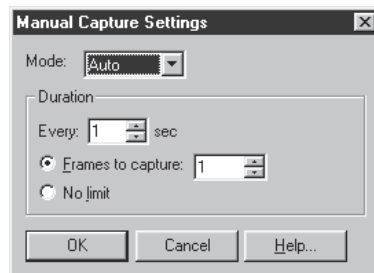 Manual Capture Settings
Mode: Auto
Duration
Every: 1 sec
Frames to capture: 1
No limit
OK Cancel Help...